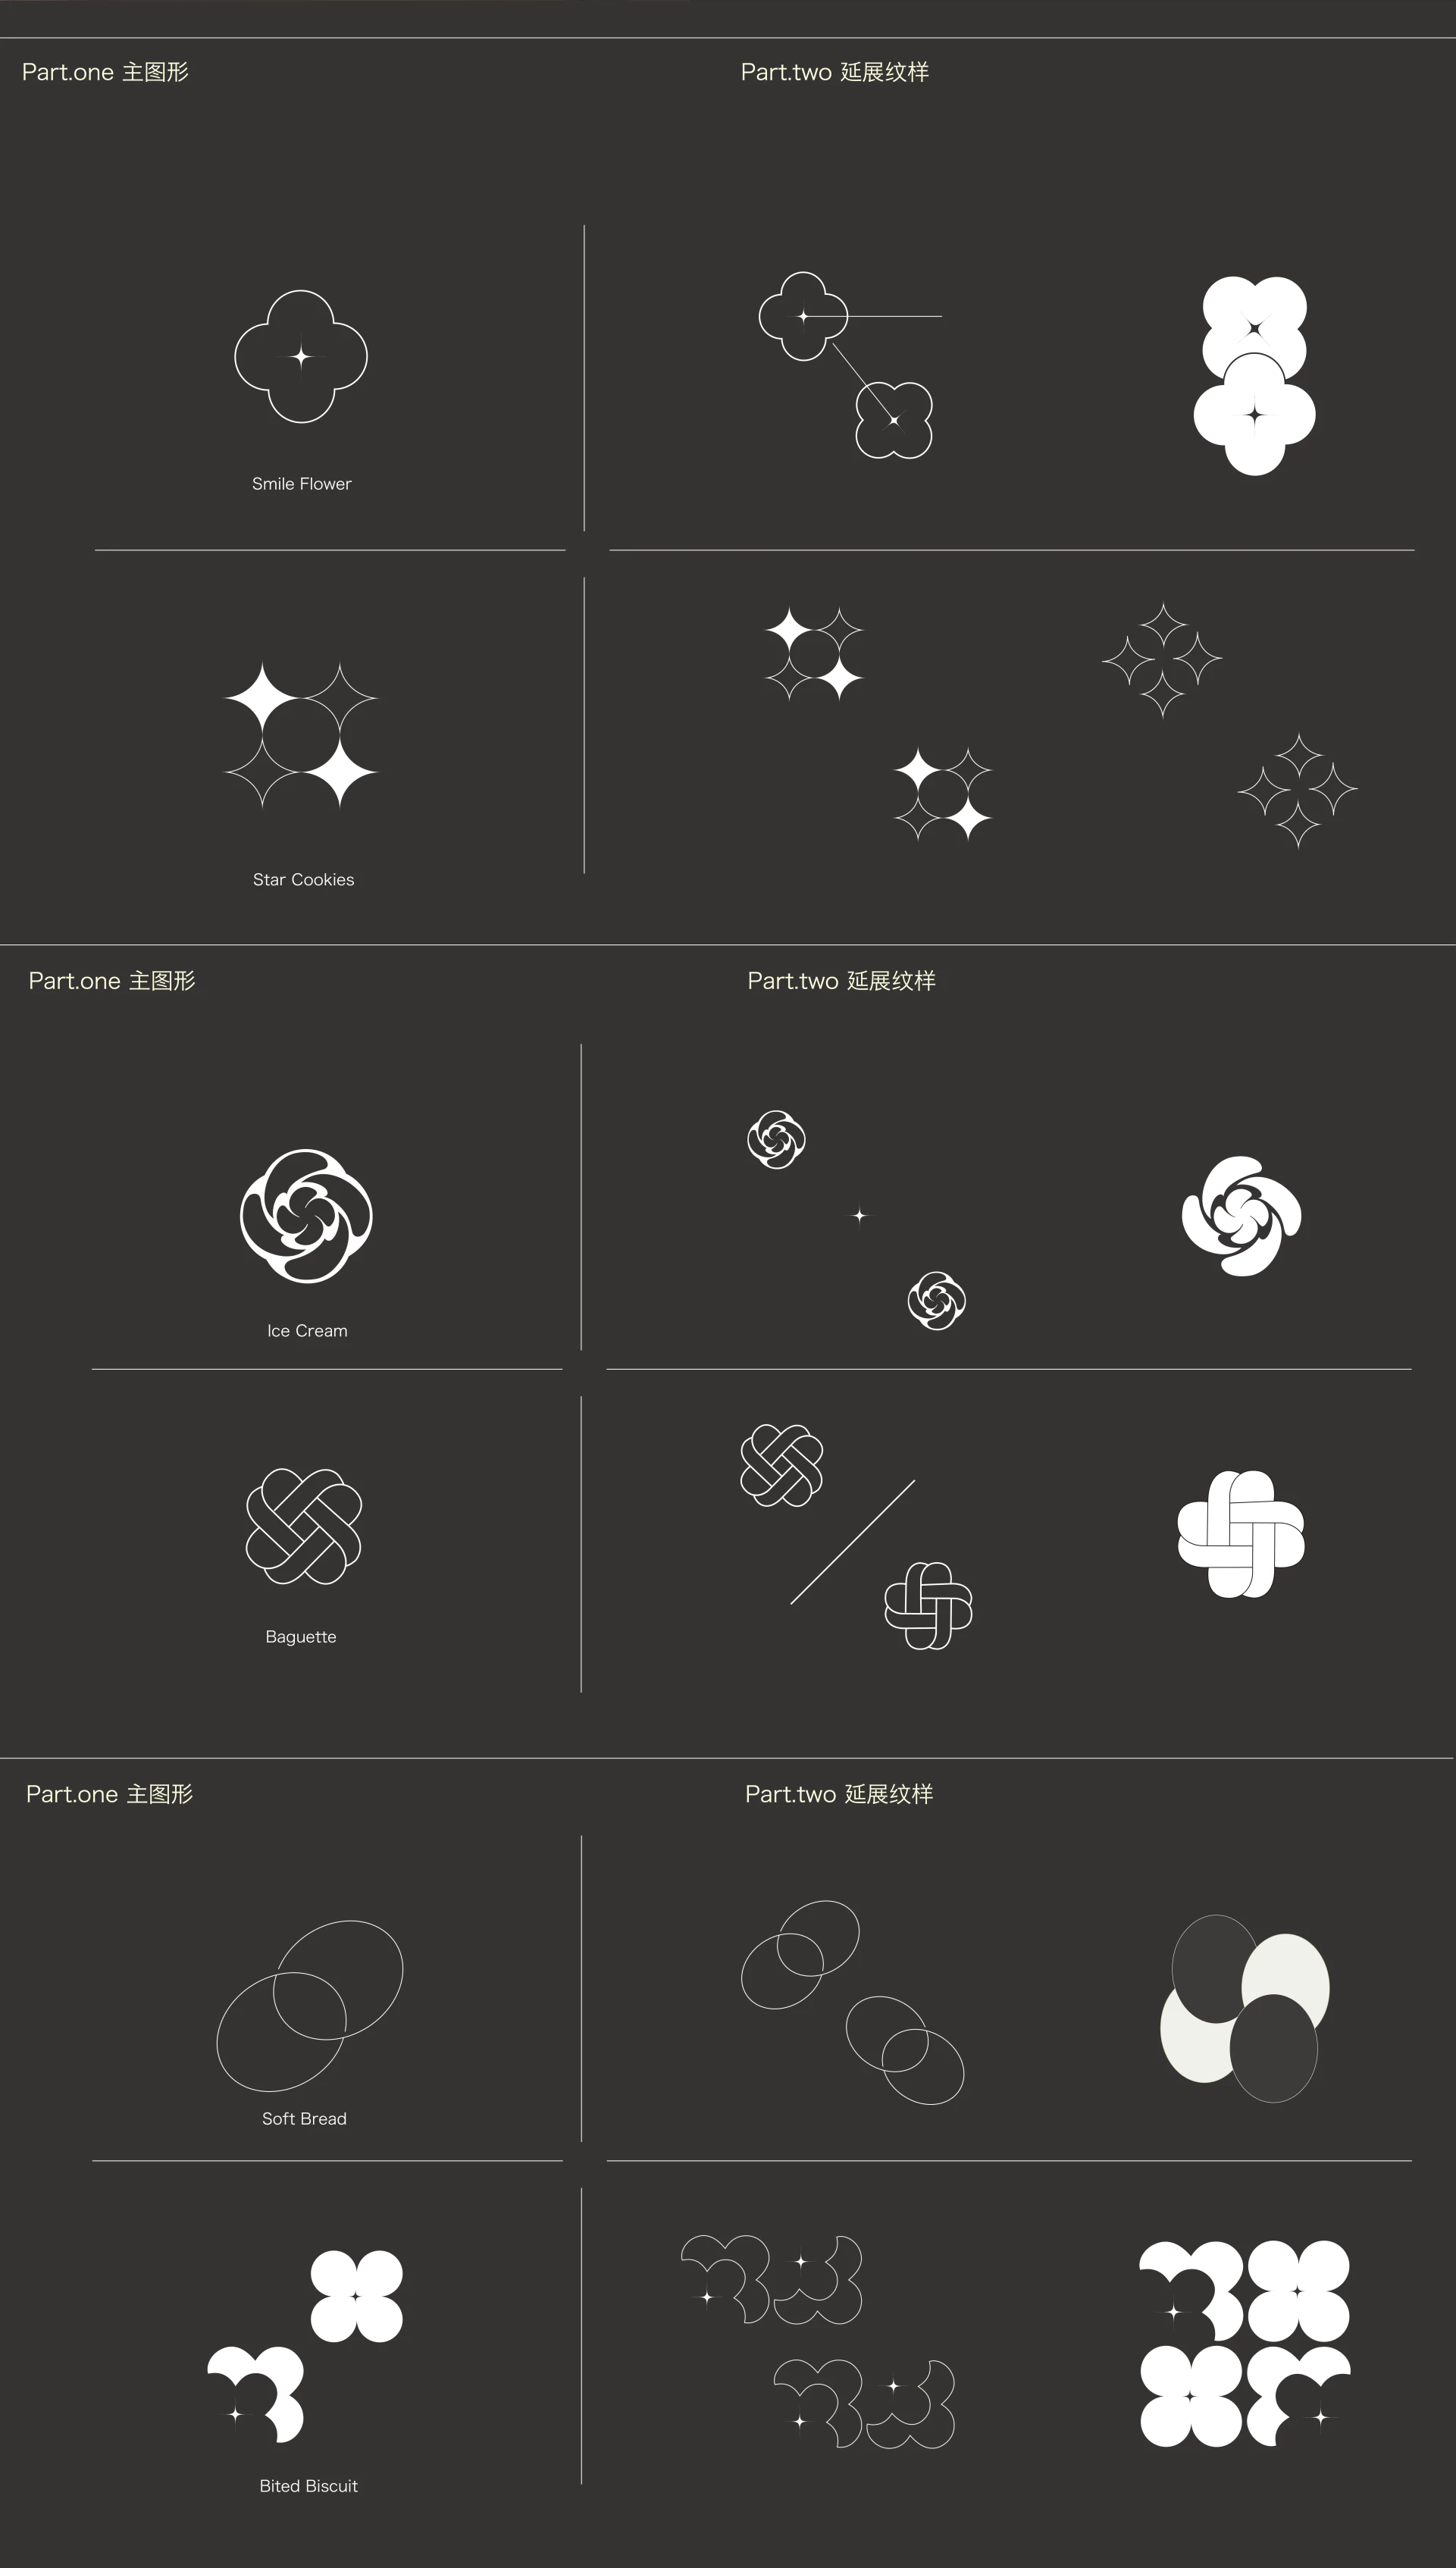 Part.one 主图形
Part.two 延展纹样
Smile Flower
Star Cookies
Part.one 主图形
Part.two 延展纹样
Ice Cream
Baguette
Part.one 主图形
Part.two 延展纹样
Soft Bread
Bited Biscuit